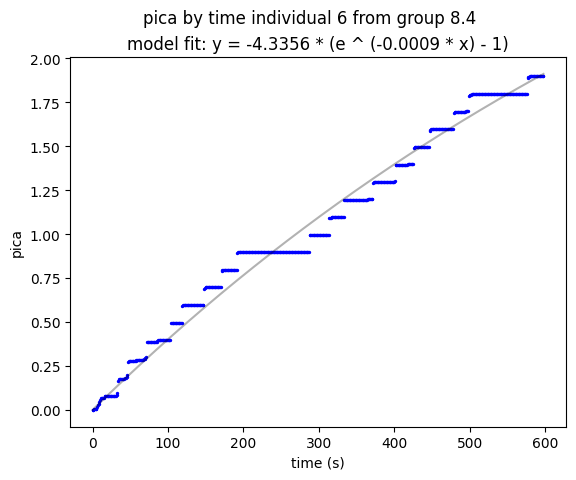 pica by time individual 6 from group 8.4
model fit: y = -4.3356 * (e ^ (-0.0009 * x) - 1)
2.00
1.75
1.50
1.25
1.00
0.75
0.50
0.25
0.00
pica
0 100 200 300 400 500 600
time (s)